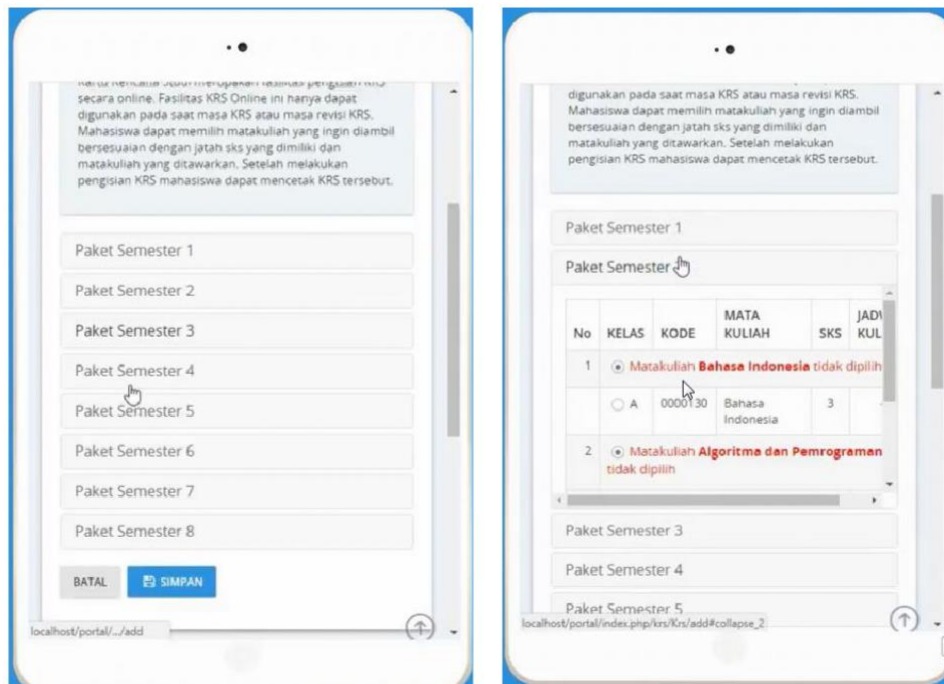 secara online. Fasilitas KRS Online ini hanya dapat
digunakan pada saat masa KRS atau masa revisi KRS.
Mahasiswa dapat memilih matakuliah yang ingin diambil
bersesuaian dengan jatah sks yang dimiliki dan
matakuliah yang ditawarkan. Setelah melakukan
pengisian KRS mahasiswa dapat mencetak KRS tersebut.
Paket Semester 1
Paket Semester 2
Paket Semester 3
Paket Semester 4
Paket Semester 5
Paket Semester 6
Paket Semester 7
Paket Semester 8
BATAL SIMPAN
localhost/portal/.../add
digunakan pada saat masa KRS atau masa revisi KRS.
Mahasiswa dapat memilih matakuliah yang ingin diambil
bersesuaian dengan jatah sks yang dimiliki dan
matakuliah yang ditawarkan. Setelah melakukan
pengisian KRS mahasiswa dapat mencetak KRS tersebut.
Paket Semester 1
Paket Semester
No KELAS KODE MATA KULIAH SKS KUL
1 Matakuliah Bahasa Indonesia tidak dipilih
A 0000130 Bahasa Indonesia 3
2 Matakuliah Algoritma dan Pemrograman
tidak dipilih
Paket Semester 3
Paket Semester 4
Paket Semester 5
localhost/portal/index.php/krs/Krs/add#collapse_2